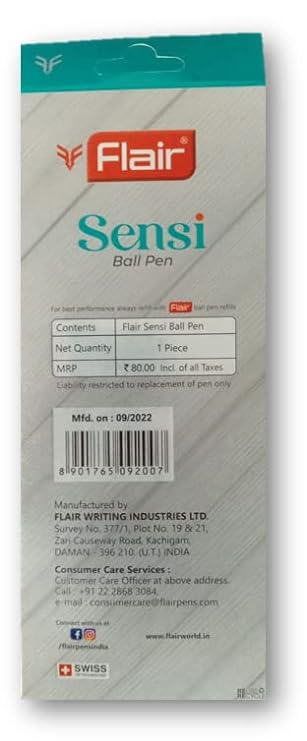 Flair®
Sensi
Ball Pen
For best performance always refill with Flair ball pen refills
Contents Flair Sensi Ball Pen
Net Quantity 1 Piece
MRP ₹ 80.00 Incl. of all Taxes
Liability restricted to replacement of pen only
Mfd. on : 09/2022
8 901765 092007
Manufactured by
FLAIR WRITING INDUSTRIES LTD.
Survey No. 377/1, Plot No. 19 & 21,
Zari Causeway Road, Kachigam,
DAMAN - 396 210. (U.T.) INDIA
Consumer Care Services :
Customer Care Officer at above address.
Call : +91 22 2868 3084,
e-mail : consumercare@flairpens.com
Connect with us at
/flairpensindia
www.flairworld.in
SWISS